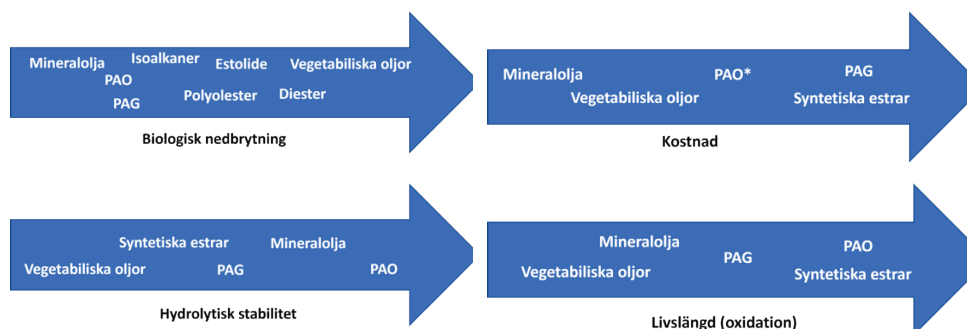 Mineralolja Isoalkaner Estolide Vegetabiliska oljor
PAO
PAG Polyolester Diester
Biologisk nedbrytning
Mineralolja PAO* PAG
Vegetabiliska oljor Syntetiska estrar
Kostnad
Syntetiska estrar Mineralolja
Vegetabiliska oljor PAG PAO
Hydrolytisk stabilitet
Mineralolja PAO
Vegetabiliska oljor PAG Syntetiska estrar
Livslängd (oxidation)